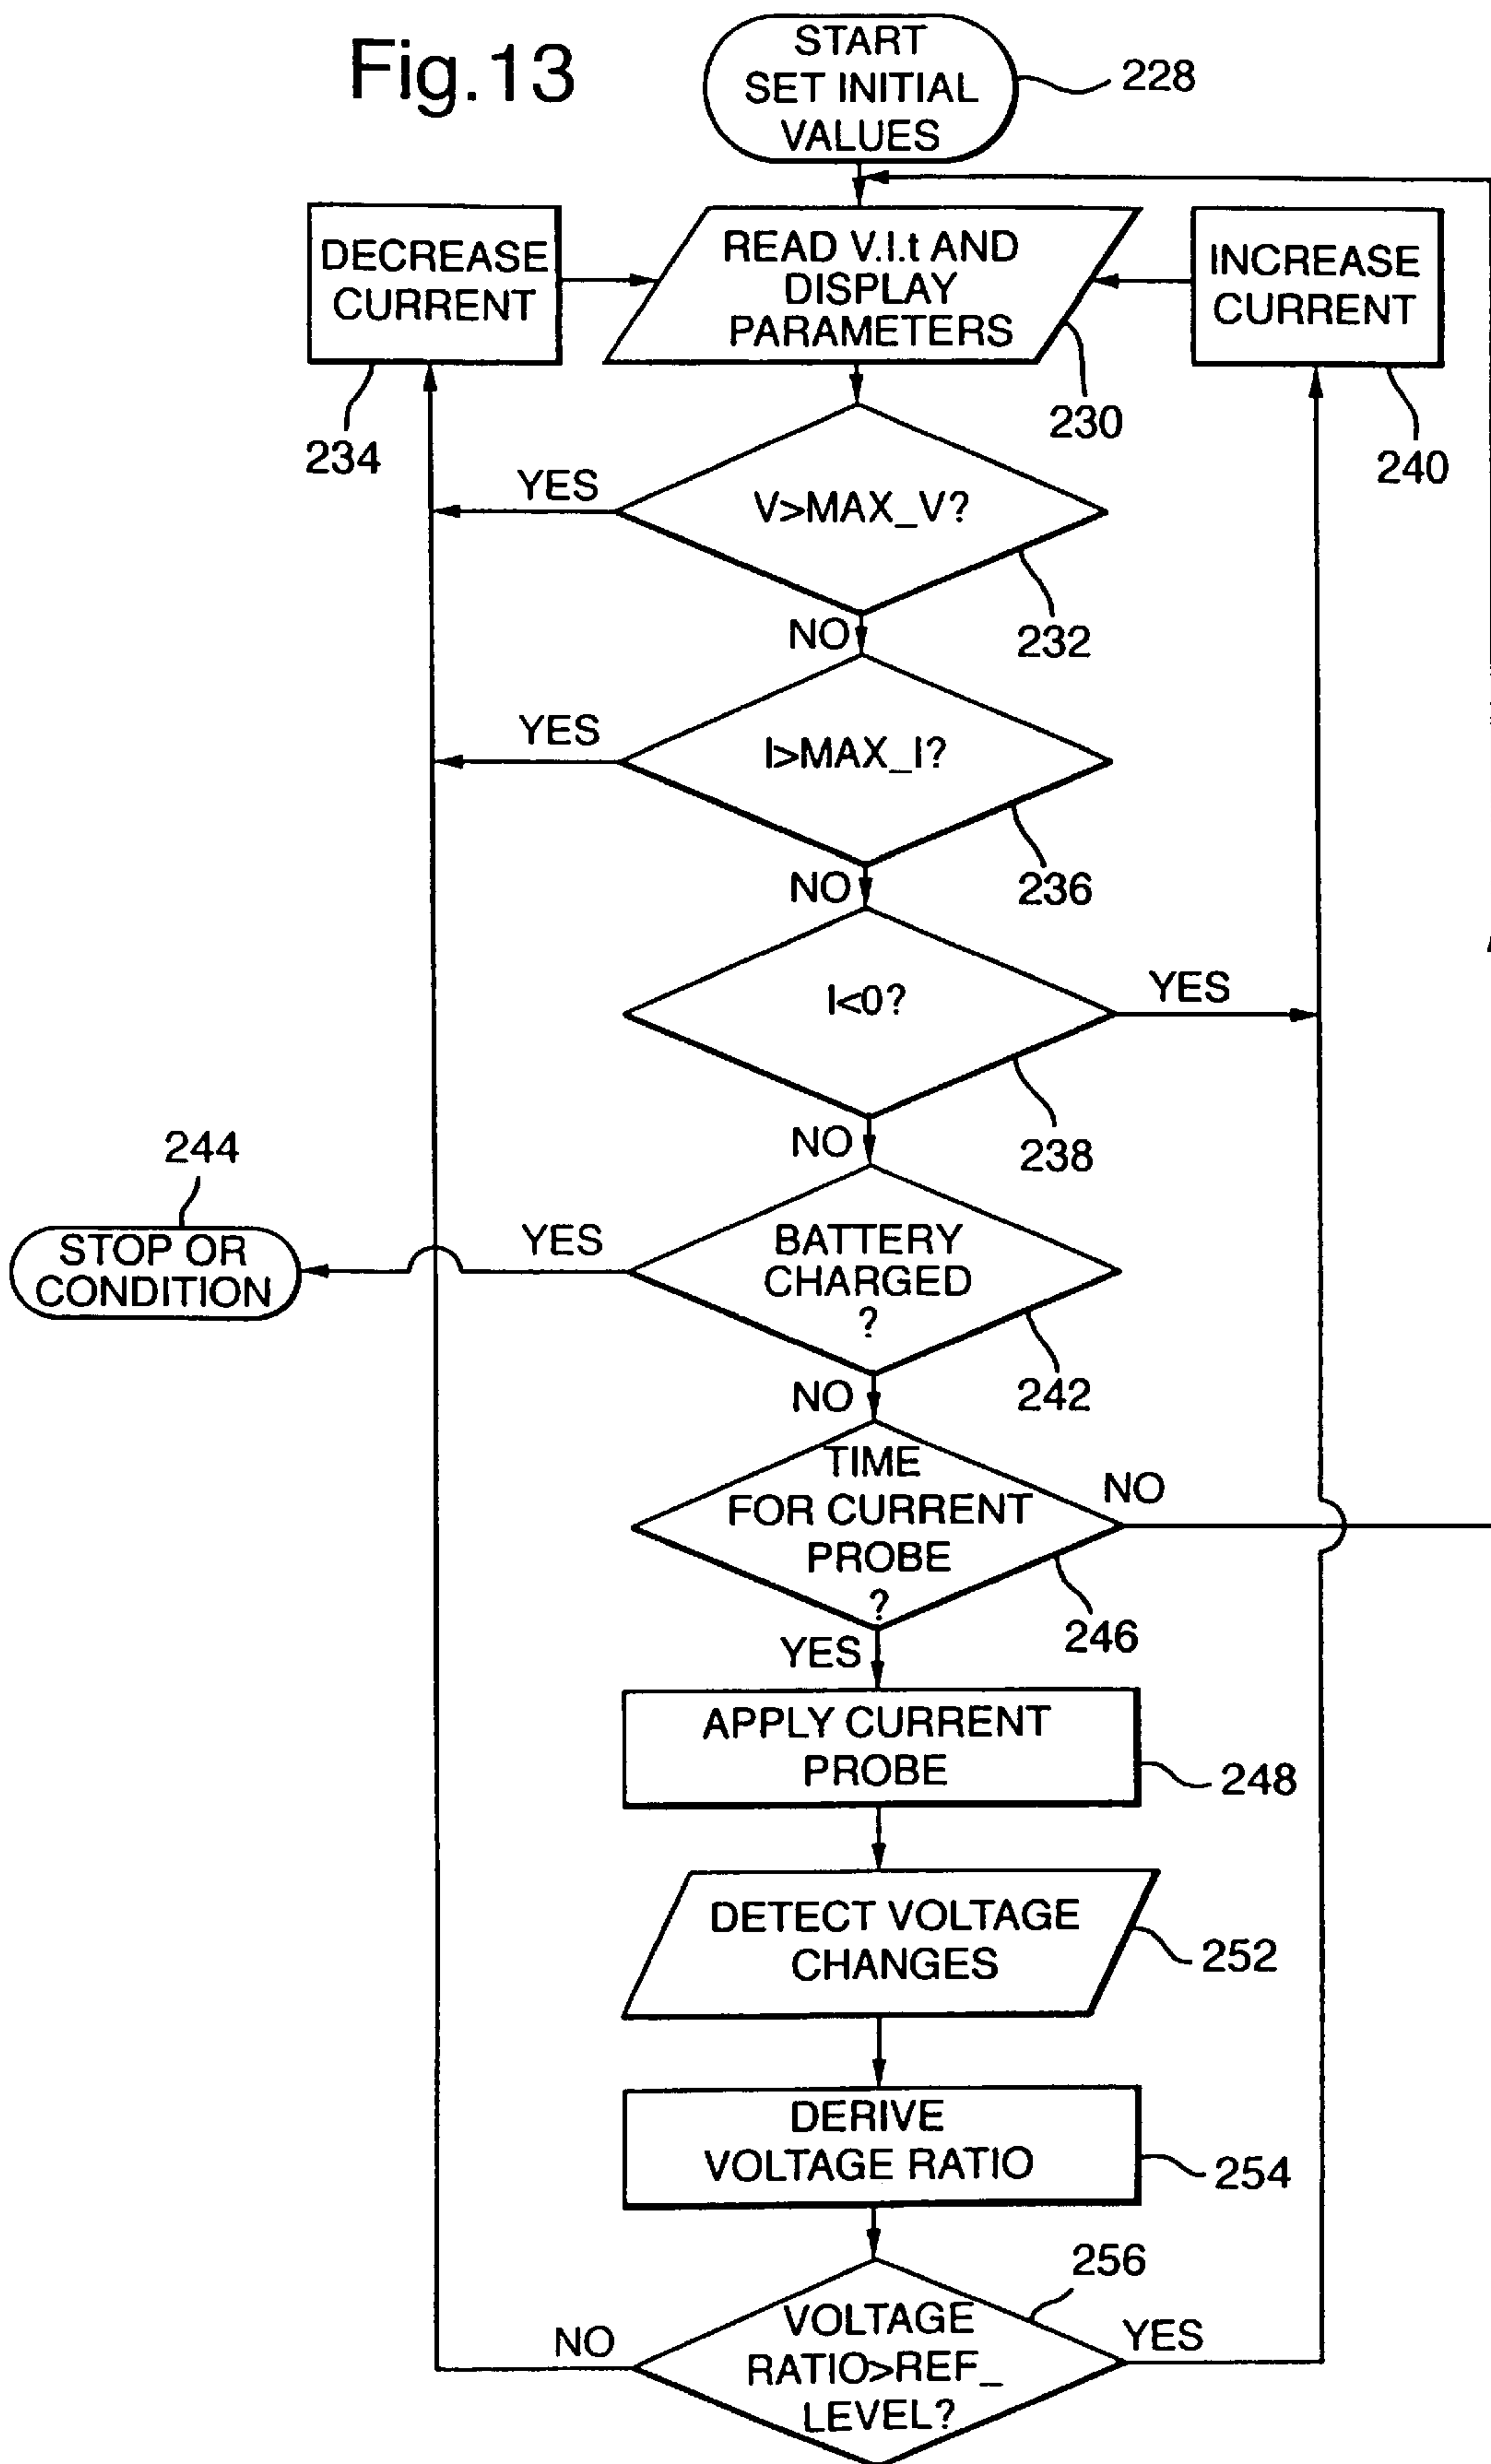 Fig.13
START
SET INITIAL
VALUES
228
DECREASE
CURRENT
234
READ V.I.t AND
DISPLAY
PARAMETERS
230
INCREASE
CURRENT
240
V>MAX_V?
YES
NO
232
I>MAX_I?
YES
NO
236
I<0?
YES
NO
238
244
STOP OR
CONDITION
YES
BATTERY
CHARGED
?
NO
242
TIME
FOR CURRENT
PROBE
?
NO
YES
246
APPLY CURRENT
PROBE
248
DETECT VOLTAGE
CHANGES
252
DERIVE
VOLTAGE RATIO
254
256
VOLTAGE
RATIO>REF_
LEVEL?
NO
YES